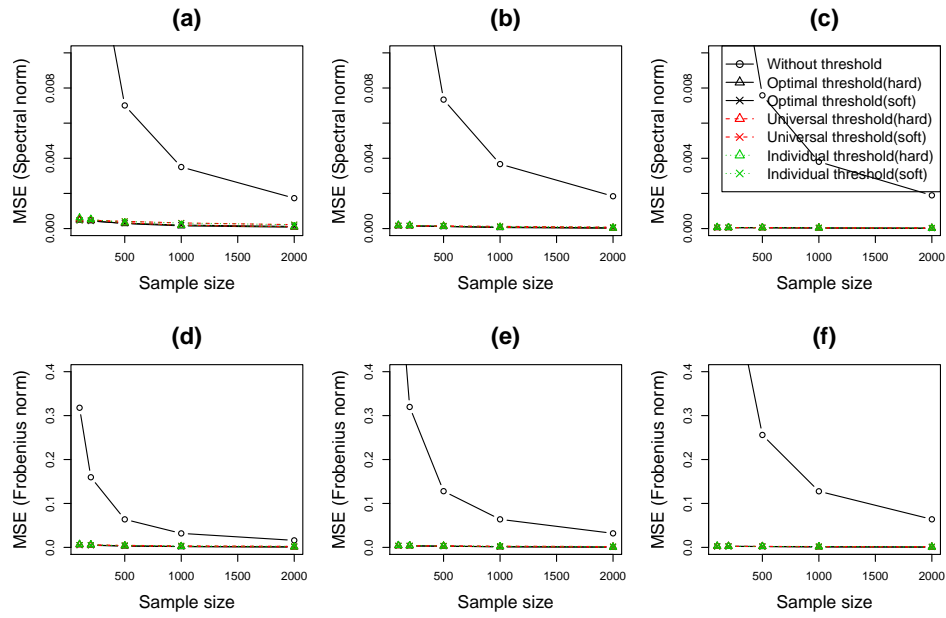 (a)
MSE (Spectral norm)
0.000 0.004 0.008
500 1000 1500 2000
Sample size
(b)
MSE (Spectral norm)
0.000 0.004 0.008
500 1000 1500 2000
Sample size
(c)
MSE (Spectral norm)
0.000 0.004 0.008
Without threshold
Optimal threshold(hard)
Optimal threshold(soft)
Universal threshold(hard)
Universal threshold(soft)
Individual threshold(hard)
Individual threshold(soft)
500 1000 1500 2000
Sample size
(d)
MSE (Frobenius norm)
0.0 0.1 0.2 0.3 0.4
500 1000 1500 2000
Sample size
(e)
MSE (Frobenius norm)
0.0 0.1 0.2 0.3 0.4
500 1000 1500 2000
Sample size
(f)
MSE (Frobenius norm)
0.0 0.1 0.2 0.3 0.4
500 1000 1500 2000
Sample size